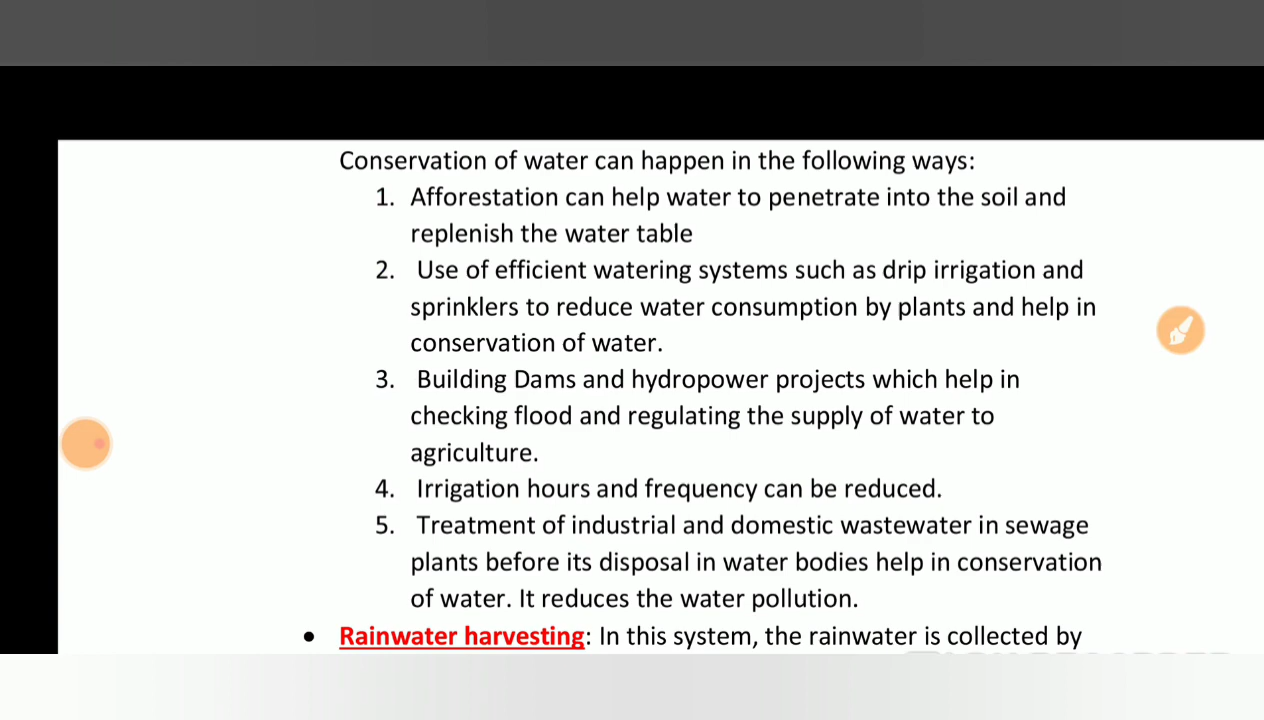 Conservation of water can happen in the following ways:
1. Afforestation can help water to penetrate into the soil and
replenish the water table
2. Use of efficient watering systems such as drip irrigation and
sprinklers to reduce water consumption by plants and help in
conservation of water.
3. Building Dams and hydropower projects which help in
checking flood and regulating the supply of water to
agriculture.
4. Irrigation hours and frequency can be reduced.
5. Treatment of industrial and domestic wastewater in sewage
plants before its disposal in water bodies help in conservation
of water. It reduces the water pollution.
• Rainwater harvesting: In this system, the rainwater is collected by